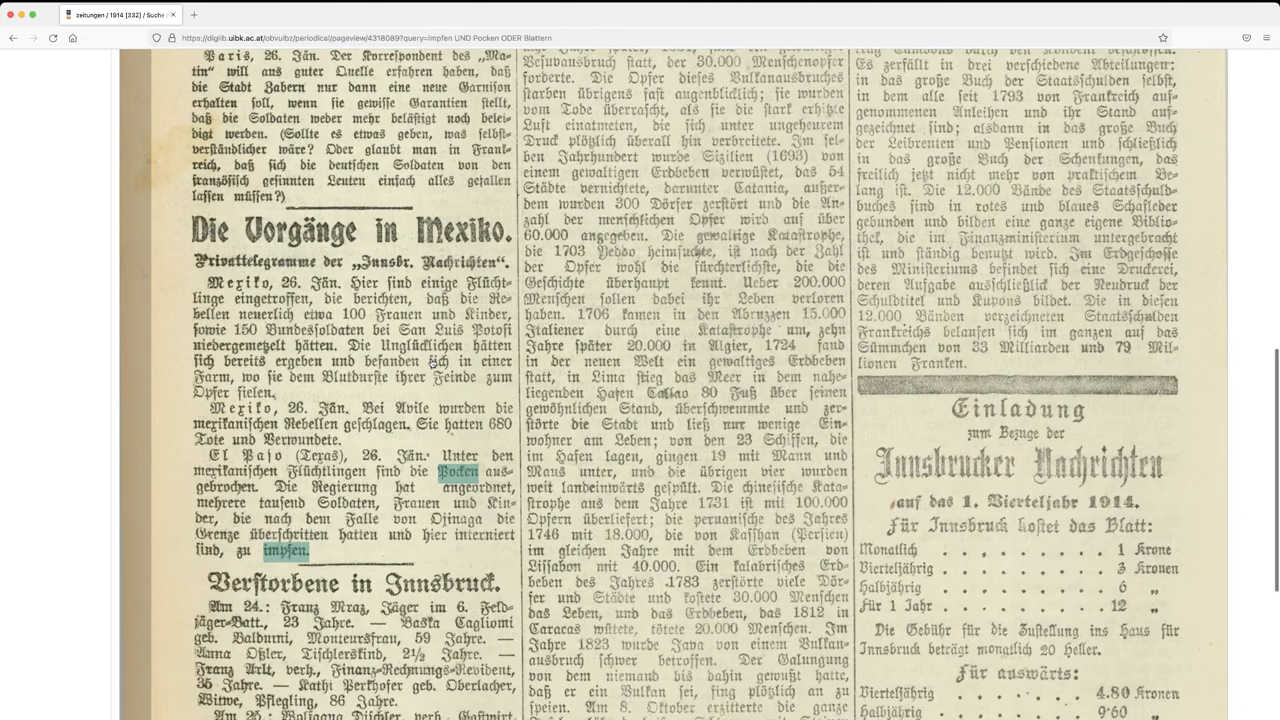 zeitungen / 1914 [332] / Suche
https://diglib.uibk.ac.at/obvuibz/periodical/pageview/4318089?query=Impfen UND Pocken ODER Blattern
Paris, 26. Jän. Der Korrespondent des „Ma-
tin“ will aus guter Quelle erfahren haben, daß
die Stadt Zabern nur dann eine neue Garnison
erhalten soll, wenn sie gewisse Garantien stellt,
daß die Soldaten weder mehr belästigt noch belei-
digt werden. (Sollte es etwas geben, was selbst-
verständlicher wäre? Oder glaubt man in Frank-
reich, daß sich die deutschen Soldaten von den
französisch gesinnten Leuten einfach alles gefallen
lassen müssen?)
Die Vorgänge in Mexiko.
Privattelegramme der „Innsbr. Nachrichten“.
Mexiko, 26. Jän. Hier sind einige Flücht-
linge eingetroffen, die berichten, daß die Re-
bellen neuerlich etwa 100 Frauen und Kinder,
sowie 150 Bundessoldaten bei San Luis Potosi
niedergemetzelt hätten. Die Unglücklichen hätten
sich bereits ergeben und befanden sich in einer
Farm, wo sie dem Blutdurste ihrer Feinde zum
Opfer fielen.
Mexiko, 26. Jän. Bei Avile wurden die
mexikanischen Rebellen geschlagen. Sie hatten 680
Tote und Verwundete.
El Pajo (Texas), 26. Jän. Unter den
mexikanischen Flüchtlingen sind die Pocken aus-
gebrochen. Die Regierung hat angeordnet,
mehrere tausend Soldaten, Frauen und Kin-
der, die nach dem Falle von Ojinaga die
Grenze überschritten hatten und hier interniert
sind, zu impfen.
Verstorbene in Innsbruck.
Am 24.: Franz Mraz, Jäger im 6. Feld-
jäger-Batt., 23 Jahre. — Baska Cagliomi
geb. Baldumi, Monteursfrau, 59 Jahre. —
Anna Oßler, Tischlerskind, 2½ Jahre. —
Franz Arlt, verh., Finanz-Rechnungs-Revident,
35 Jahre. — Kathi Perkhofer geb. Oberlacher,
Witwe, Pflegling, 86 Jahre.
Am 25.: Wolfgang Dischler, verh., Gastwirt
Vesuvausbruch statt, der 30.000 Menschenopfer
forderte. Die Opfer dieses Vulkanausbruches
starben übrigens fast augenblicklich; sie wurden
vom Tode überrascht, als sie die stark erhitzte
Luft einatmeten, die sich unter ungeheurem
Druck plötzlich überall hin verbreitete. Im sel-
ben Jahrhundert wurde Sizilien (1693) von
einem gewaltigen Erdbeben verwüstet, das 54
Städte vernichtete, darunter Catania, außer-
dem wurden 300 Dörfer zerstört und die An-
zahl der menschlichen Opfer wird auf über
60.000 angegeben. Die gewaltige Katastrophe,
die 1703 Yeddo heimsuchte, ist nach der Zahl
der Opfer wohl die fürchterlichste, die die
Geschichte überhaupt kennt. Ueber 200.000
Menschen sollen dabei ihr Leben verloren
haben. 1706 kamen in den Abruzzen 15.000
Italiener durch eine Katastrophe um, zehn
Jahre später 20.000 in Algier, 1724 fand
in der neuen Welt ein gewaltiges Erdbeben
statt, in Lima stieg das Meer in dem nahe-
liegenden Hafen Callao 80 Fuß über seinen
gewöhnlichen Stand, überschwemmte und zer-
störte die Stadt und ließ nur wenige Ein-
wohner am Leben; von den 23 Schiffen, die
im Hafen lagen, gingen 19 mit Mann und
Maus unter, und die übrigen vier wurden
weit landeinwärts gespült. Die chinesische Kata-
strophe aus dem Jahre 1731 ist mit 100.000
Opfern überliefert; die peruanische des Jahres
1746 mit 18.000, die von Kasshan (Persien)
im gleichen Jahre mit dem Erdbeben von
Lissabon mit 40.000. Ein kalabrisches Erd-
beben des Jahres 1783 zerstörte viele Dör-
fer und Städte und kostete 30.000 Menschen
das Leben, und das Erdbeben, das 1812 in
Caracas wütete, tötete 20.000 Menschen. Im
Jahre 1823 wurde Java von einem Vulkan-
ausbruch schwer betroffen. Der Galungung
von dem niemand bis dahin gewußt hatte,
daß er ein Vulkan sei, fing plötzlich an zu
Am 8. Oktober erzitterte die ganze
Es zerfällt in drei verschiedene Abteilungen:
in das große Buch der Staatsschulden selbst,
in dem alle seit 1793 von Frankreich auf-
genommenen Anleihen und ihr Stand auf-
gezeichnet sind; alsdann in das große Buch
der Leibrenten und Pensionen und schließlich
in das große Buch der Schenkungen, das
freilich jetzt nicht mehr von praktischem Be-
lang ist. Die 12.000 Bände des Staatsschuld-
buches sind in rotes und blaues Schafleder
gebunden und bilden eine ganze eigene Biblio-
thek, die im Finanzministerium untergebracht
ist und ständig benutzt wird. Im Erdgeschosse
des Ministeriums befindet sich eine Druckerei,
deren Aufgabe ausschließlich der Neudruck der
Schuldtitel und Kupons bildet. Die in diesen
12.000 Bänden verzeichneten Staatsschulden
Frankreichs belaufen sich im ganzen auf das
Sümmchen von 33 Milliarden und 79 Mil-
lionen Franken.
Einladung
zum Bezuge der
Innsbrucker Nachrichten
auf das 1. Vierteljahr 1914.
Für Innsbruck kostet das Blatt:
Monatlich . . . . . . . 1 Krone
Vierteljährig . . . . . . 3 Kronen
Halbjährig . . . . . . . 6 „
Für 1 Jahr . . . . . . . 12 „
Die Gebühr für die Zustellung ins Haus für
Innsbruck beträgt monatlich 20 Heller.
Für auswärts:
Vierteljährig . . . . . . 4.80 Kronen
Halbjährig . . . . . . . 9·60 „